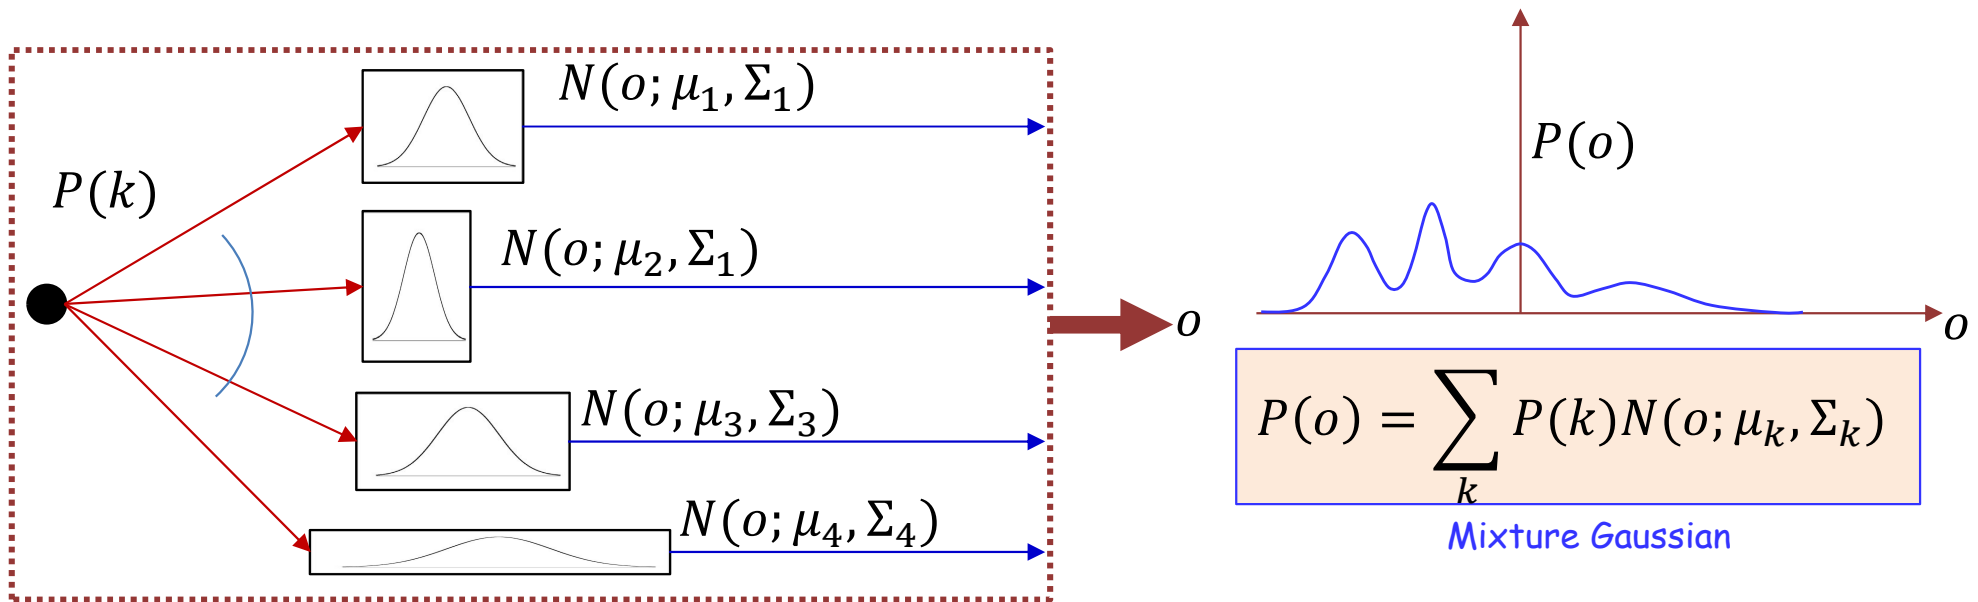 N(o; μ₁, Σ₁)
P(k)
N(o; μ₂, Σ₁)
N(o; μ₃, Σ₃)
N(o; μ₄, Σ₄)
o
P(o)
o
P(o) = ∑ₖ P(k)N(o; μₖ, Σₖ)
Mixture Gaussian